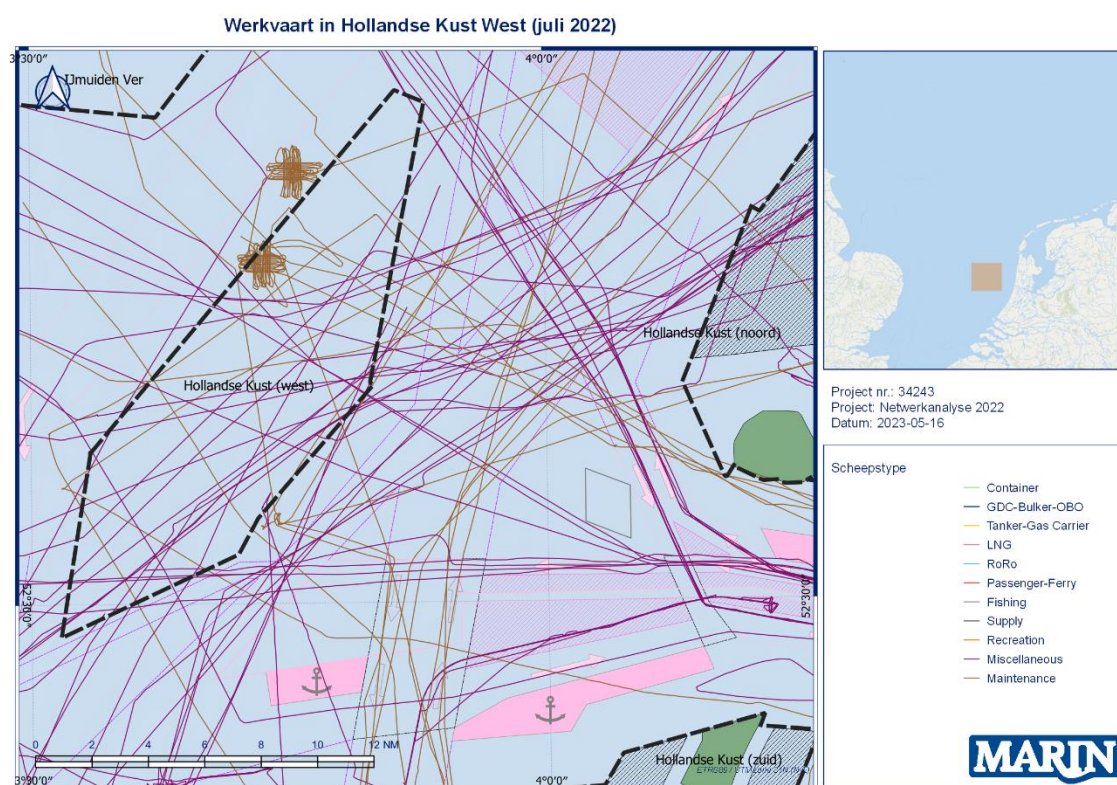 Werkvaart in Hollandse Kust West (juli 2022)
3°30'0"
4°0'0"
IJmuiden Ver
Hollandse Kust (noord)
Hollandse Kust (west)
52°30'0"
52°30'0"
0 2 4 6 8 10 12 NM
Hollandse Kust (zuid)
3°30'0"
4°0'0"
Project nr.: 34243
Project: Netwerkanalyse 2022
Datum: 2023-05-16
Scheepstype
Container
GDC-Bulker-OBO
Tanker-Gas Carrier
LNG
RoRo
Passenger-Ferry
Fishing
Supply
Recreation
Miscellaneous
Maintenance
MARIN